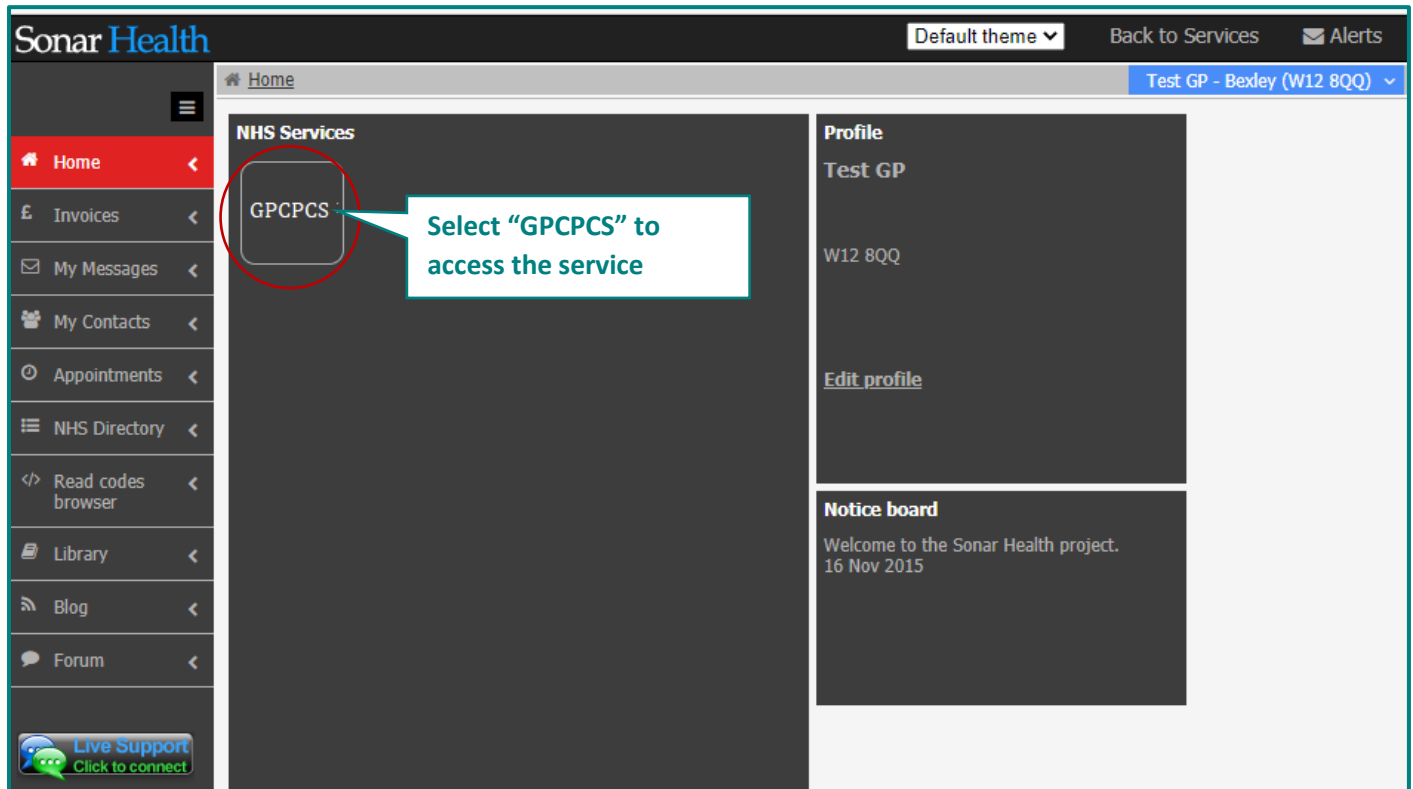 Sonar Health
Default theme
Back to Services
Alerts
Home
Test GP - Bexley (W12 8QQ)
Home
£ Invoices
My Messages
My Contacts
Appointments
NHS Directory
</> Read codes
browser
Library
Blog
Forum
Live Support
Click to connect
NHS Services
GPCPCS
Select “GPCPCS” to
access the service
Profile
Test GP
W12 8QQ
Edit profile
Notice board
Welcome to the Sonar Health project.
16 Nov 2015